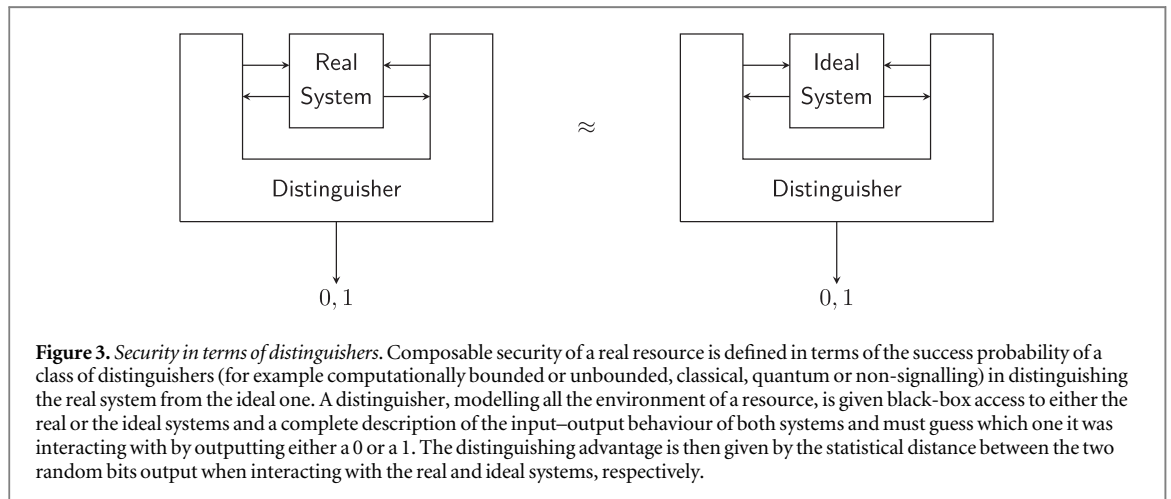 Real
System
Distinguisher
0, 1
≈
Ideal
System
Distinguisher
0, 1
Figure 3. Security in terms of distinguishers. Composable security of a real resource is defined in terms of the success probability of a
class of distinguishers (for example computationally bounded or unbounded, classical, quantum or non-signalling) in distinguishing
the real system from the ideal one. A distinguisher, modelling all the environment of a resource, is given black-box access to either the
real or the ideal systems and a complete description of the input–output behaviour of both systems and must guess which one it was
interacting with by outputting either a 0 or a 1. The distinguishing advantage is then given by the statistical distance between the two
random bits output when interacting with the real and ideal systems, respectively.